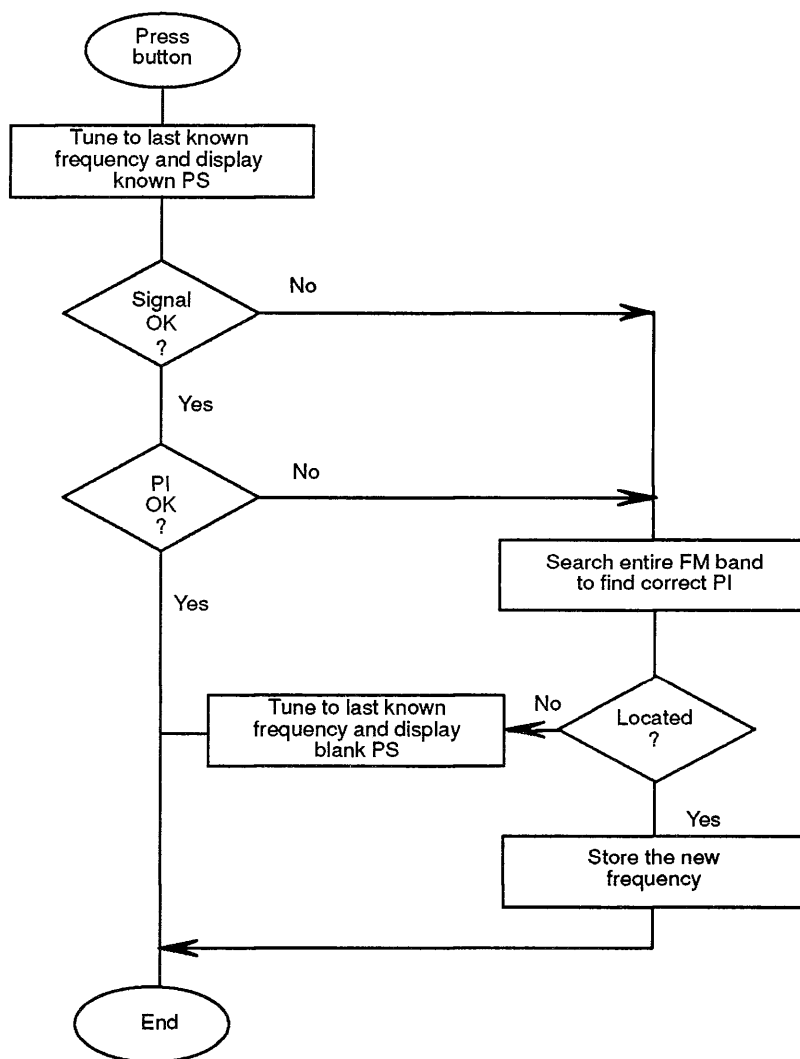 Press
button
Tune to last known
frequency and display
known PS
Signal
OK
?
No
Yes
PI
OK
?
No
Yes
Search entire FM band
to find correct PI
Located
?
No
Tune to last known
frequency and display
blank PS
Yes
Store the new
frequency
End